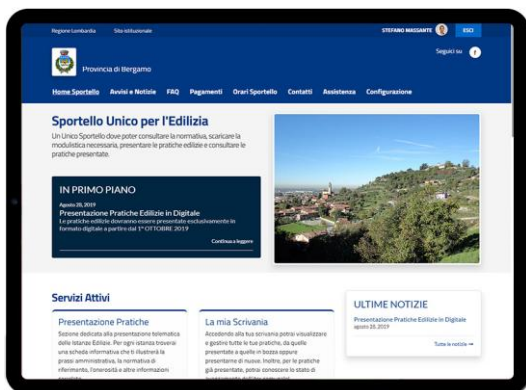 Regione Lombardia Sito istituzionale STEFANO MASSANTE ESCI
Seguici su f
Provincia di Bergamo
Home Sportello Avvisi e Notizie FAQ Pagamenti Orari Sportello Contatti Assistenza Configurazione
Sportello Unico per l'Edilizia
Un Unico Sportello dove poter consultare la normativa, scaricare la
modulistica necessaria, presentare le pratiche edilizie e consultare le
pratiche presentate.
IN PRIMO PIANO
Agosto 28, 2019
Presentazione Pratiche Edilizie in Digitale
Le pratiche edilizie dovranno essere presentate esclusivamente in
formato digitale a partire dal 1° OTTOBRE 2019
Continua a leggere
Servizi Attivi
Presentazione Pratiche
Sezione dedicata alla presentazione telematica
delle Istanze Edilizie. Per ogni istanza troverai
una scheda informativa che ti illustrerà la
prassi amministrativa, la normativa di
riferimento, l'onerosità e altre informazioni
La mia Scrivania
Accedendo alla tua scrivania potrai visualizzare
e gestire tutte le tue pratiche, da quelle
presentate a quelle in bozza eppure
presentarne di nuove. Inoltre, per le pratiche
già presentate, potrai conoscere lo stato di
ULTIME NOTIZIE
Presentazione Pratiche Edilizie in Digitale
agosto 28, 2019
Tutte le notizie →